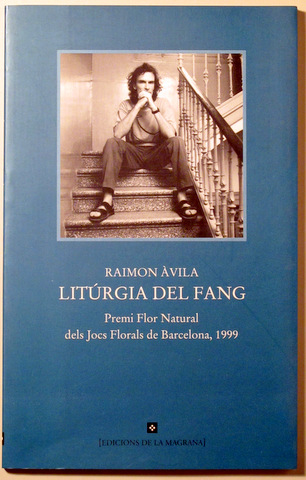 RAIMON ÀVILA
LITÚRGIA DEL FANG
Premi Flor Natural
dels Jocs Florals de Barcelona, 1999
[EDICIONS DE LA MAGRANA]